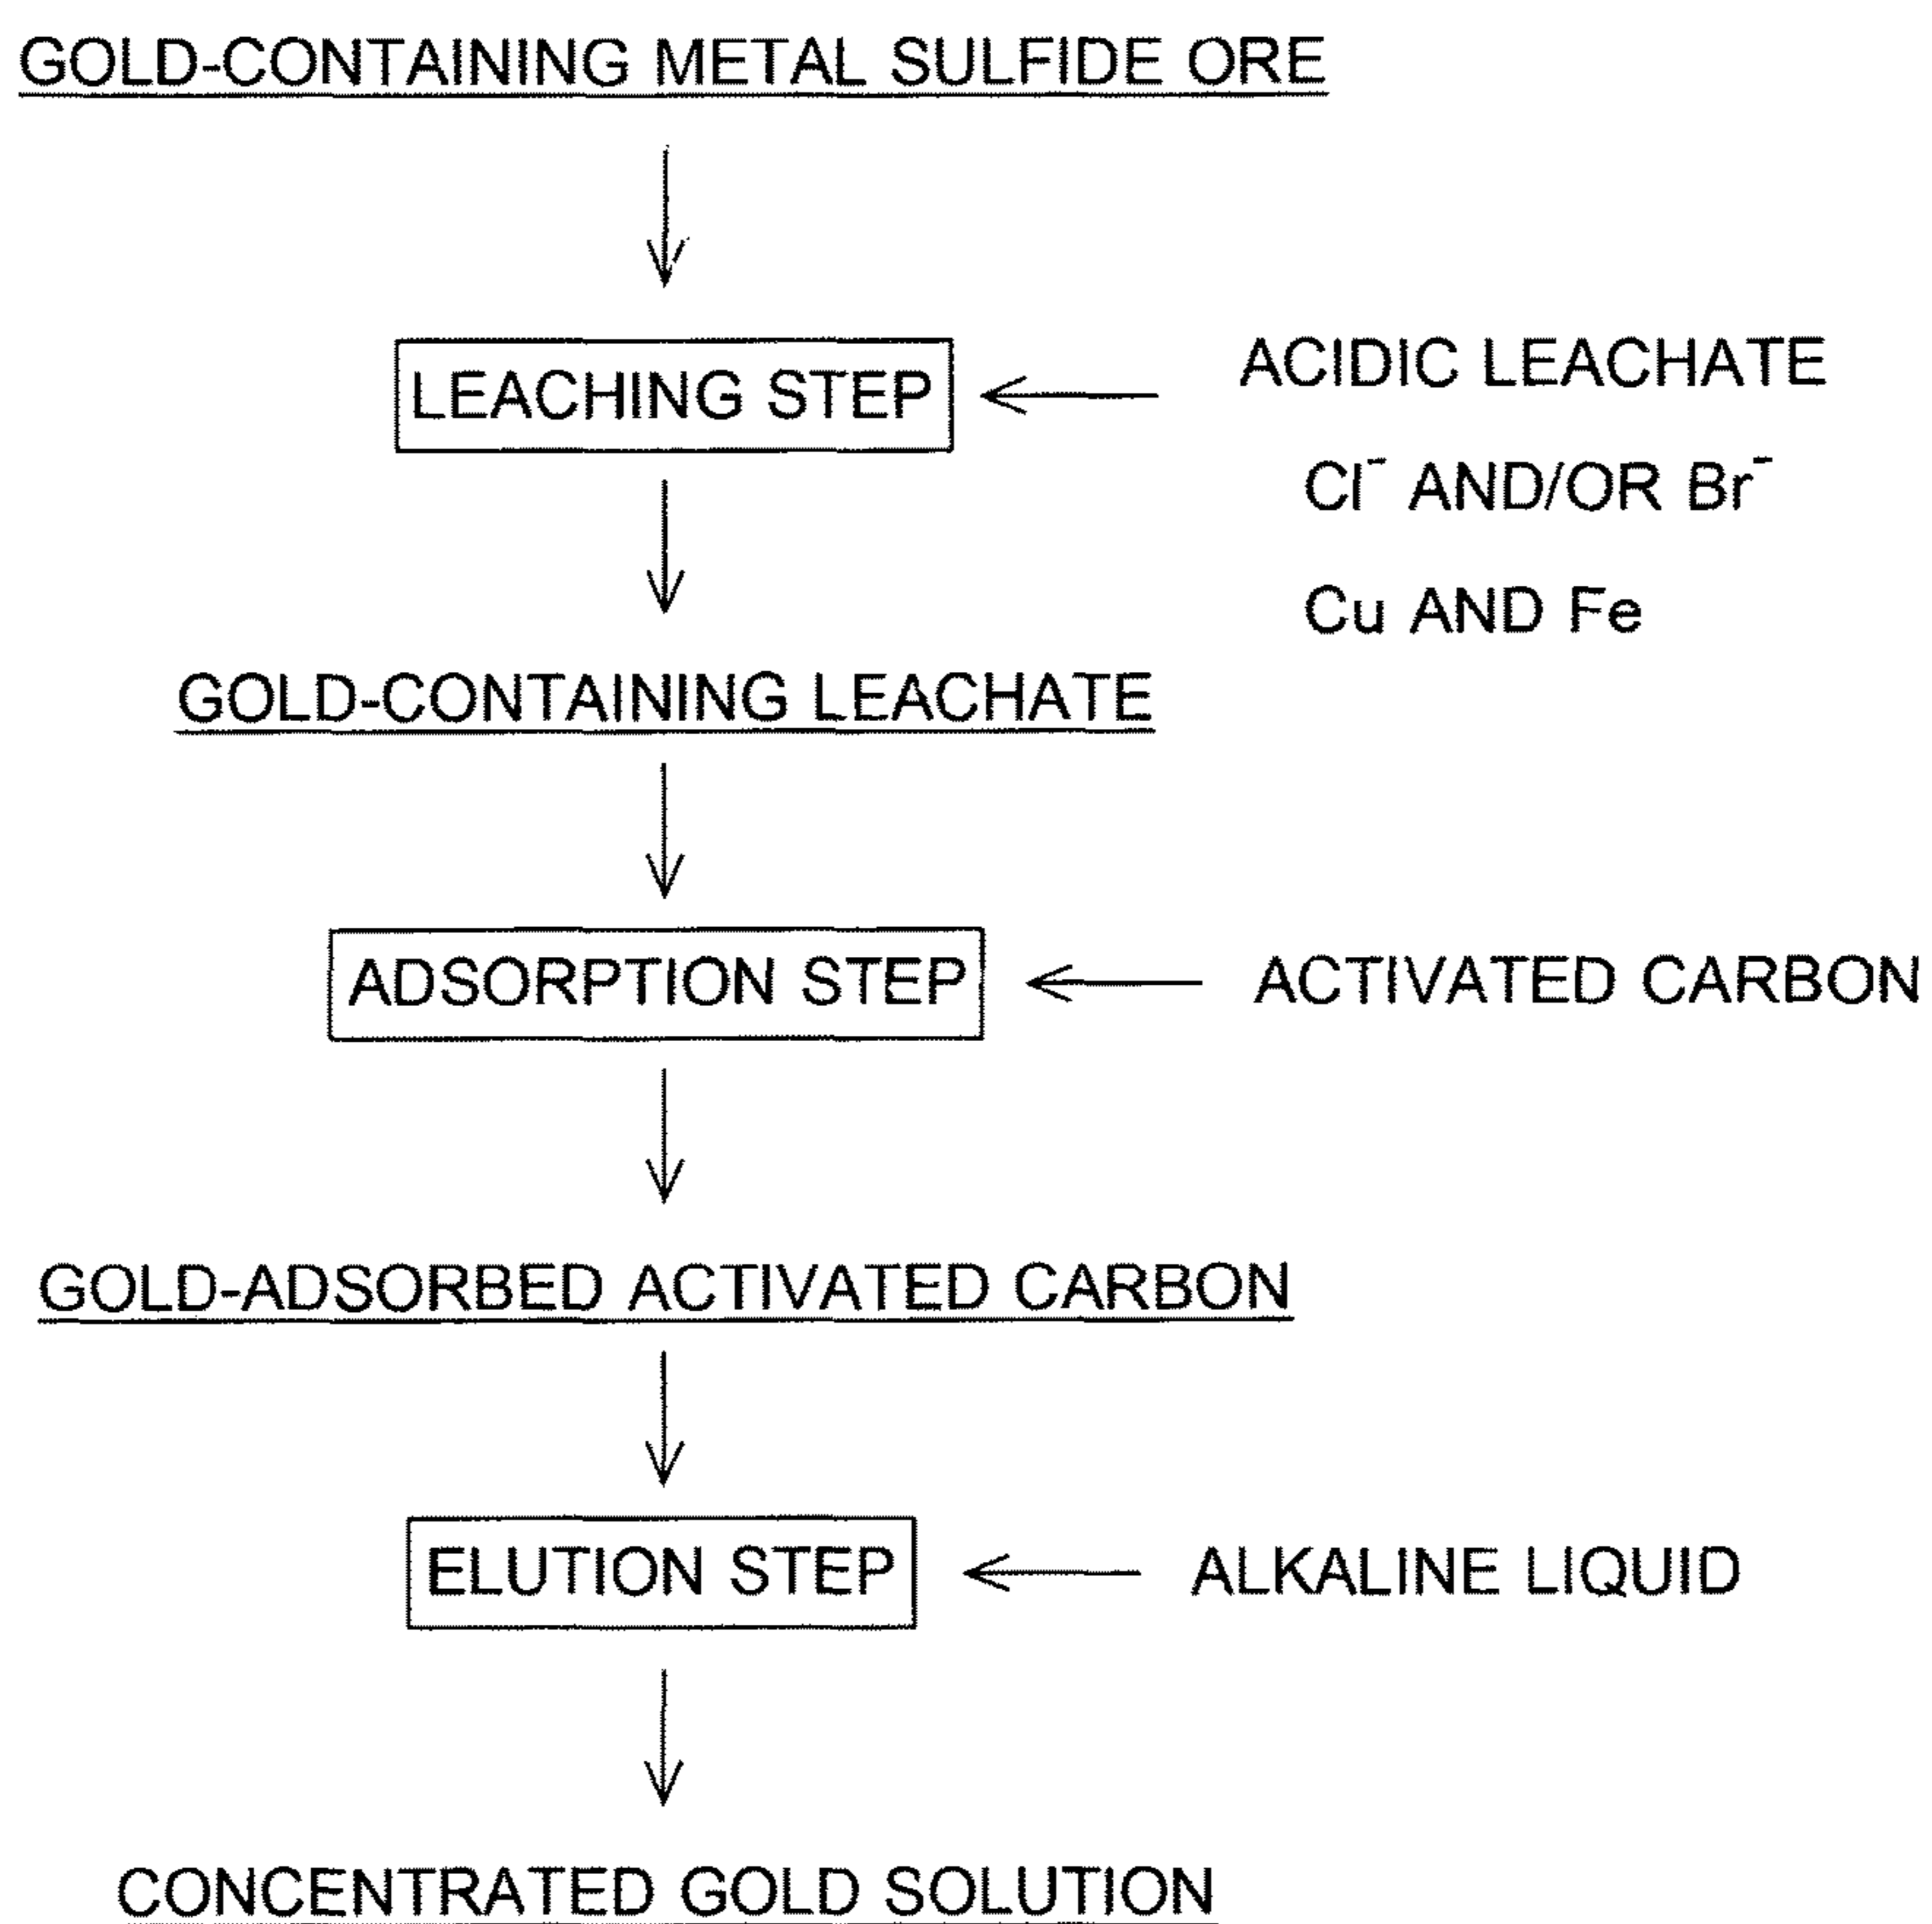 GOLD-CONTAINING METAL SULFIDE ORE
LEACHING STEP
ACIDIC LEACHATE
Cl⁻ AND/OR Br⁻
Cu AND Fe
GOLD-CONTAINING LEACHATE
ADSORPTION STEP
ACTIVATED CARBON
GOLD-ADSORBED ACTIVATED CARBON
ELUTION STEP
ALKALINE LIQUID
CONCENTRATED GOLD SOLUTION